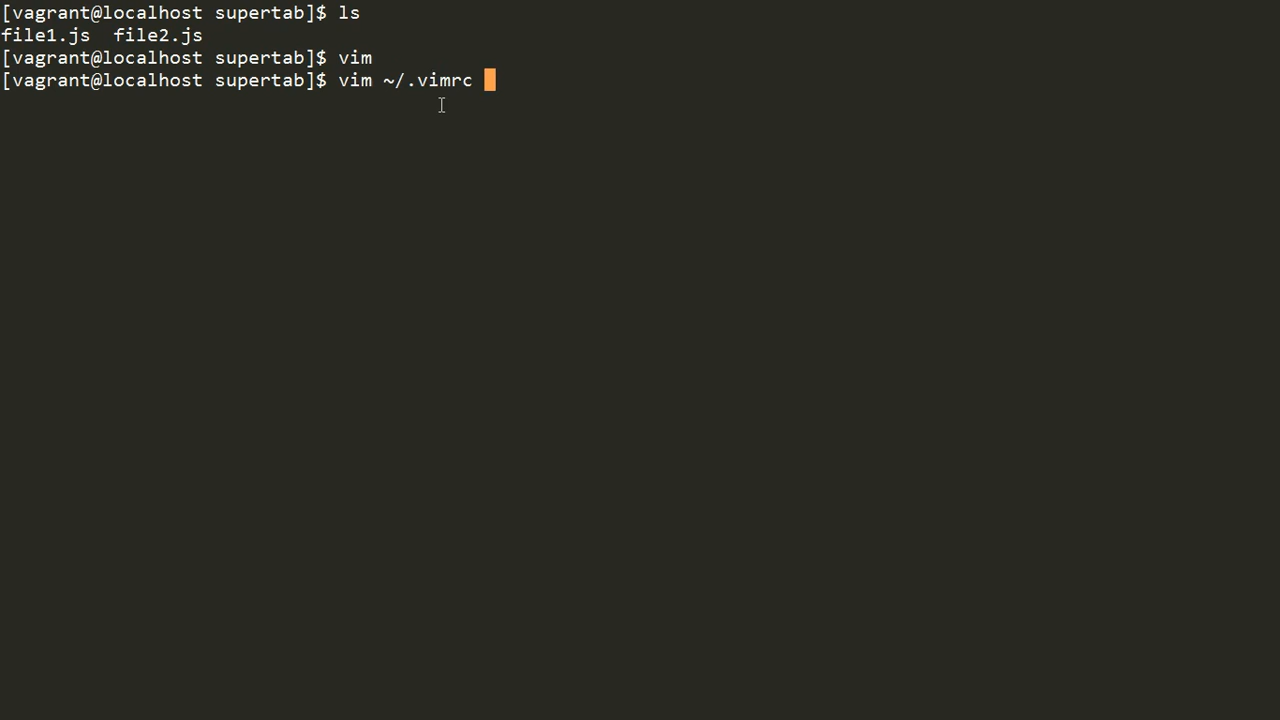 [vagrant@localhost supertab]$ ls
file1.js  file2.js
[vagrant@localhost supertab]$ vim
[vagrant@localhost supertab]$ vim ~/.vimrc